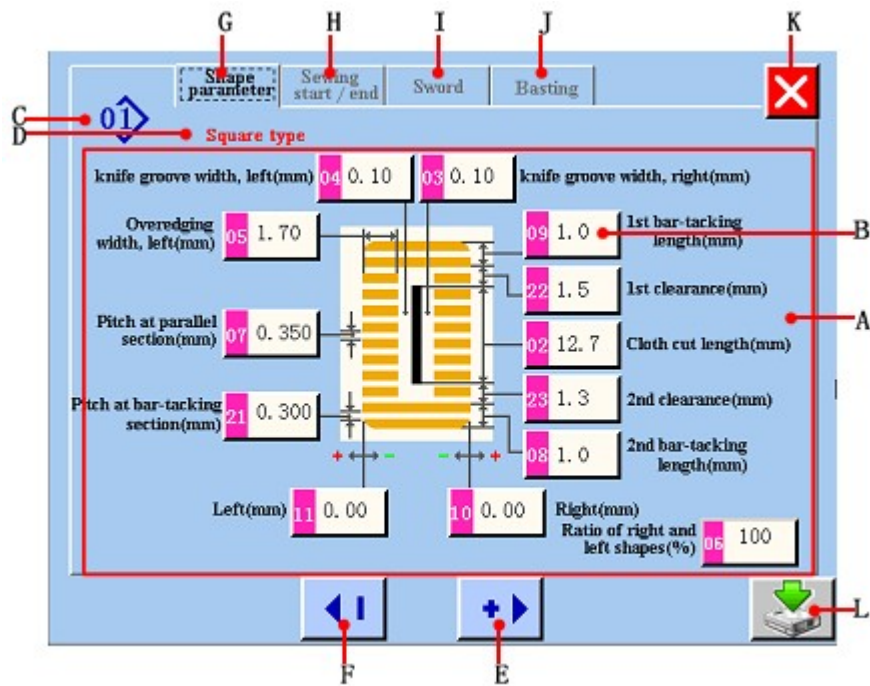 G H I J K
Shape
parameter
Sewing
start / end
Sword
Basting
C
01
D
Square type
knife groove width, left(mm) 04 0.10 03 0.10 knife groove width, right(mm)
Overedging
width, left(mm)
05 1.70
09 1.0
1st bar-tacking
length(mm)
B
22 1.5 1st clearance(mm)
A
Pitch at parallel
section(mm)
07 0.350
02 12.7 Cloth cut length(mm)
Pitch at bar-tacking
section(mm)
21 0.300
23 1.3 2nd clearance(mm)
08 1.0
2nd bar-tacking
length(mm)
+ - - +
Left(mm) 11 0.00 10 0.00 Right(mm)
Ratio of right and
left shapes(%)
06 100
+
L
F E